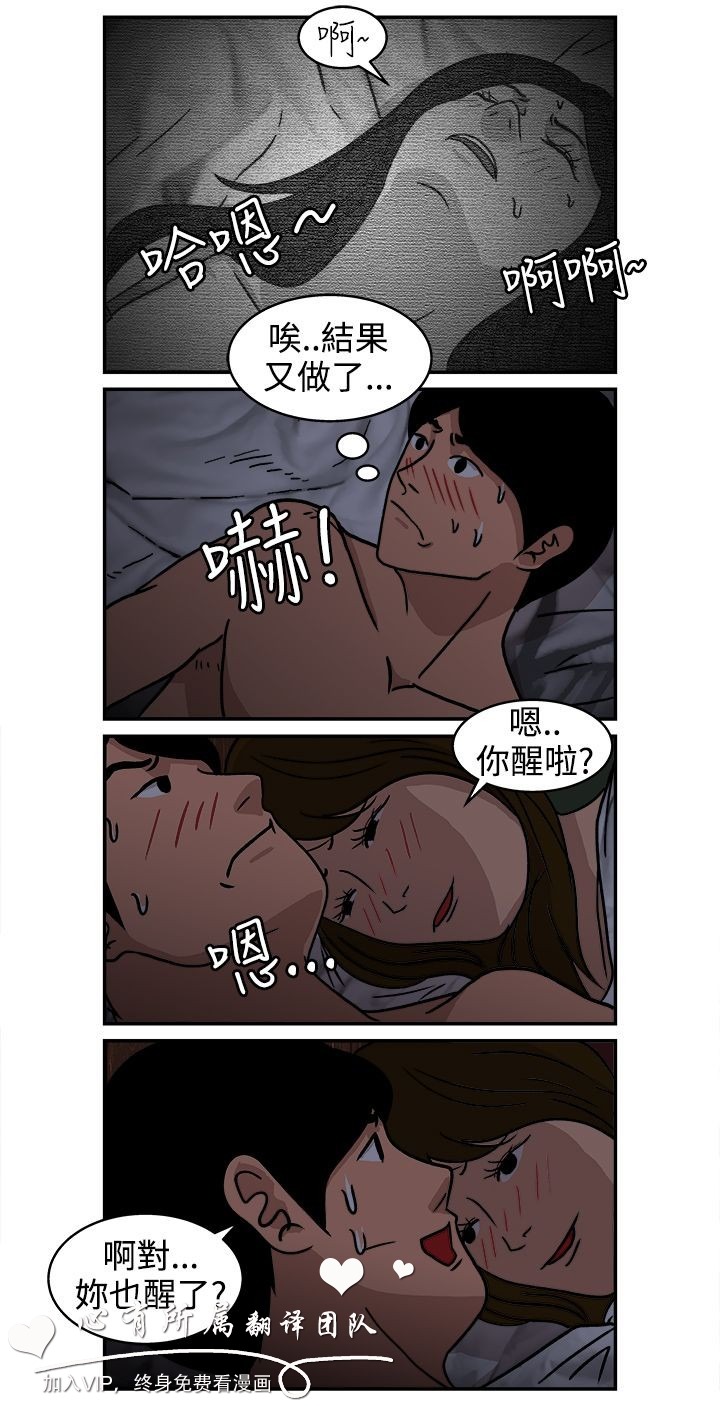 啊~
哈嗯~
啊啊~
唉..結果
又做了...
嚇!
嗯..
你醒啦?
嗯...
啊對...
妳也醒了?
心有所属翻译团队
加入VIP，终身免费看漫画